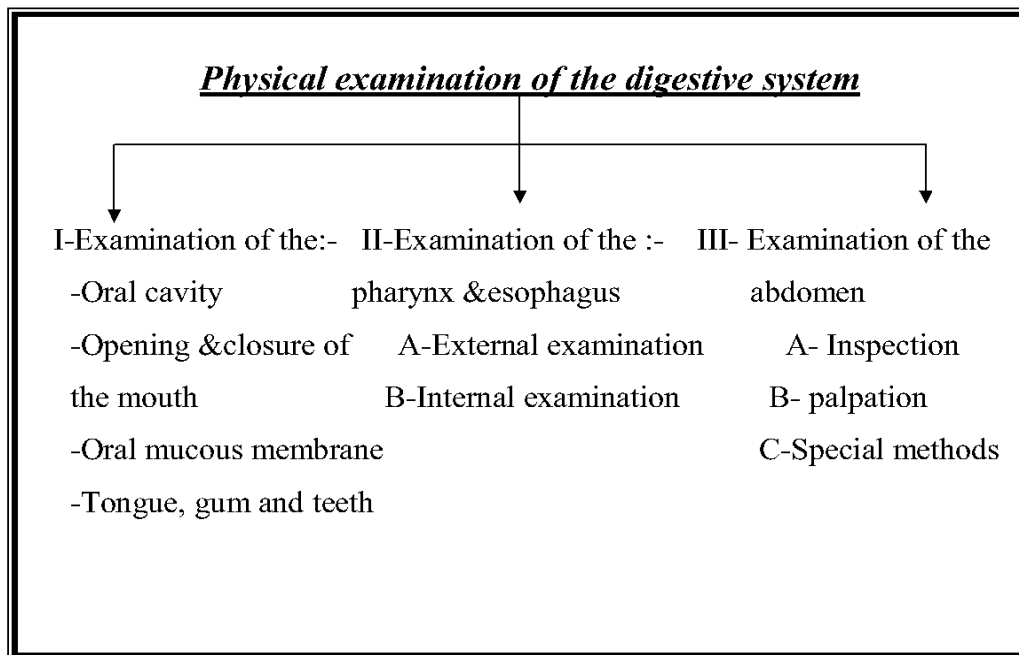 Physical examination of the digestive system
I-Examination of the:-
-Oral cavity
-Opening &closure of
the mouth
-Oral mucous membrane
-Tongue, gum and teeth
II-Examination of the :-
pharynx &esophagus
A-External examination
B-Internal examination
III- Examination of the
abdomen
A- Inspection
B- palpation
C-Special methods